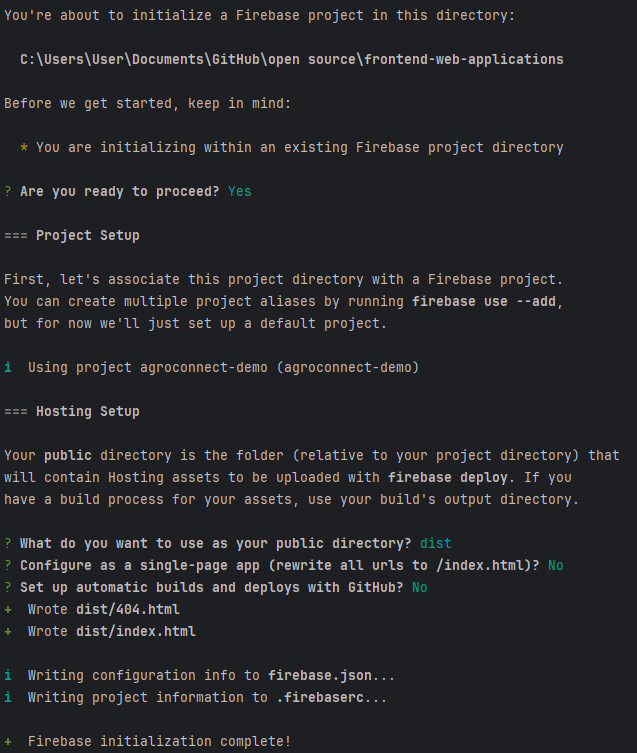 You're about to initialize a Firebase project in this directory:
C:\Users\User\Documents\GitHub\open source\frontend-web-applications
Before we get started, keep in mind:
* You are initializing within an existing Firebase project directory
? Are you ready to proceed? Yes
=== Project Setup
First, let's associate this project directory with a Firebase project.
You can create multiple project aliases by running firebase use --add,
but for now we'll just set up a default project.
i  Using project agroconnect-demo (agroconnect-demo)
=== Hosting Setup
Your public directory is the folder (relative to your project directory) that
will contain Hosting assets to be uploaded with firebase deploy. If you
have a build process for your assets, use your build's output directory.
? What do you want to use as your public directory? dist
? Configure as a single-page app (rewrite all urls to /index.html)? No
? Set up automatic builds and deploys with GitHub? No
+  Wrote dist/404.html
+  Wrote dist/index.html
i  Writing configuration info to firebase.json...
i  Writing project information to .firebaserc...
+  Firebase initialization complete!